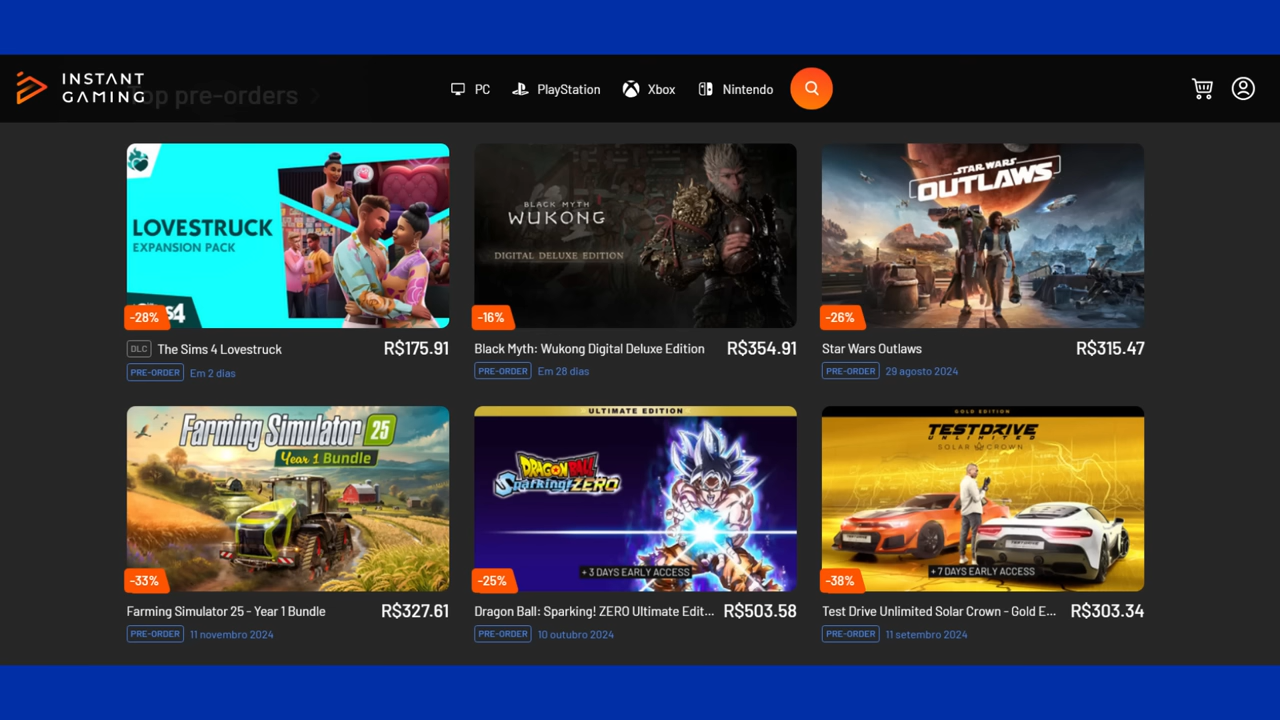 INSTANT
GAMING
Top pre-orders
PC
PlayStation
Xbox
Nintendo
LOVESTRUCK
EXPANSION PACK
-28%
DLC The Sims 4 Lovestruck R$175.91
PRE-ORDER Em 2 dias
BLACK MYTH
WUKONG
DIGITAL DELUXE EDITION
-16%
Black Myth: Wukong Digital Deluxe Edition R$354.91
PRE-ORDER Em 28 dias
STAR WARS
OUTLAWS
-26%
Star Wars Outlaws R$315.47
PRE-ORDER 29 agosto 2024
Farming Simulator 25
Year 1 Bundle
-33%
Farming Simulator 25 - Year 1 Bundle R$327.61
PRE-ORDER 11 novembro 2024
ULTIMATE EDITION
DRAGON BALL
Sparking! ZERO
+ 3 DAYS EARLY ACCESS
-25%
Dragon Ball: Sparking! ZERO Ultimate Edit... R$503.58
PRE-ORDER 10 outubro 2024
GOLD EDITION
TEST DRIVE
UNLIMITED
SOLAR CROWN
TESTDRIVE
TESTDRIVE
+ 7 DAYS EARLY ACCESS
-38%
Test Drive Unlimited Solar Crown - Gold E... R$303.34
PRE-ORDER 11 setembro 2024